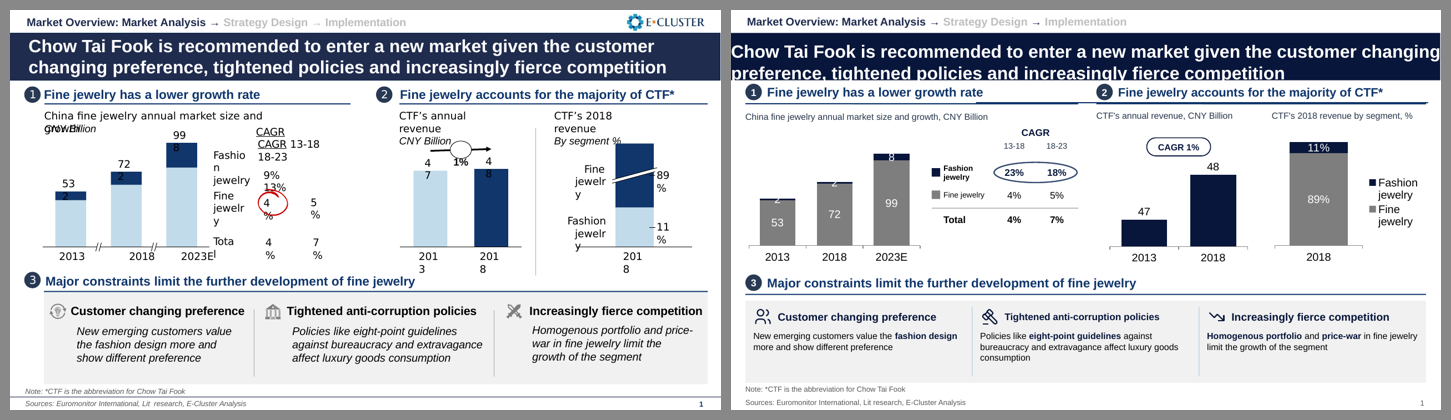 Market Overview: Market Analysis → Strategy Design → Implementation
E•CLUSTER
Chow Tai Fook is recommended to enter a new market given the customer
changing preference, tightened policies and increasingly fierce competition
1 Fine jewelry has a lower growth rate
China fine jewelry annual market size and
growth
CNY Billion
53
2
72
2
99
8
2013
2018
2023E
CAGR
CAGR 13-18
18-23
Fashio
n
jewelry
9%
13%
Fine
jewelr
y
4
%
5
%
Tota
l
4
%
7
%
2 Fine jewelry accounts for the majority of CTF*
CTF's annual
revenue
CNY Billion
1%
4
7
4
8
201
3
201
8
CTF's 2018
revenue
By segment %
Fine
jewelr
y
89
%
Fashion
jewelr
y
11
%
201
8
3 Major constraints limit the further development of fine jewelry
Customer changing preference
New emerging customers value
the fashion design more and
show different preference
Tightened anti-corruption policies
Policies like eight-point guidelines
against bureaucracy and extravagance
affect luxury goods consumption
Increasingly fierce competition
Homogenous portfolio and price-
war in fine jewelry limit the
growth of the segment
Note: *CTF is the abbreviation for Chow Tai Fook
Sources: Euromonitor International, Lit research, E-Cluster Analysis
1
Market Overview: Market Analysis → Strategy Design → Implementation
Chow Tai Fook is recommended to enter a new market given the customer changing
preference, tightened policies and increasingly fierce competition
1 Fine jewelry has a lower growth rate
China fine jewelry annual market size and growth, CNY Billion
2
53
2
72
8
99
2013
2018
2023E
CAGR
13-18 18-23
Fashion
jewelry
23% 18%
Fine jewelry 4% 5%
Total 4% 7%
2 Fine jewelry accounts for the majority of CTF*
CTF's annual revenue, CNY Billion
CAGR 1%
47
48
2013
2018
CTF's 2018 revenue by segment, %
11%
89%
2018
Fashion
jewelry
Fine
jewelry
3 Major constraints limit the further development of fine jewelry
Customer changing preference
New emerging customers value the fashion design
more and show different preference
Tightened anti-corruption policies
Policies like eight-point guidelines against
bureaucracy and extravagance affect luxury goods
consumption
Increasingly fierce competition
Homogenous portfolio and price-war in fine jewelry
limit the growth of the segment
Note: *CTF is the abbreviation for Chow Tai Fook
Sources: Euromonitor International, Lit research, E-Cluster Analysis
1